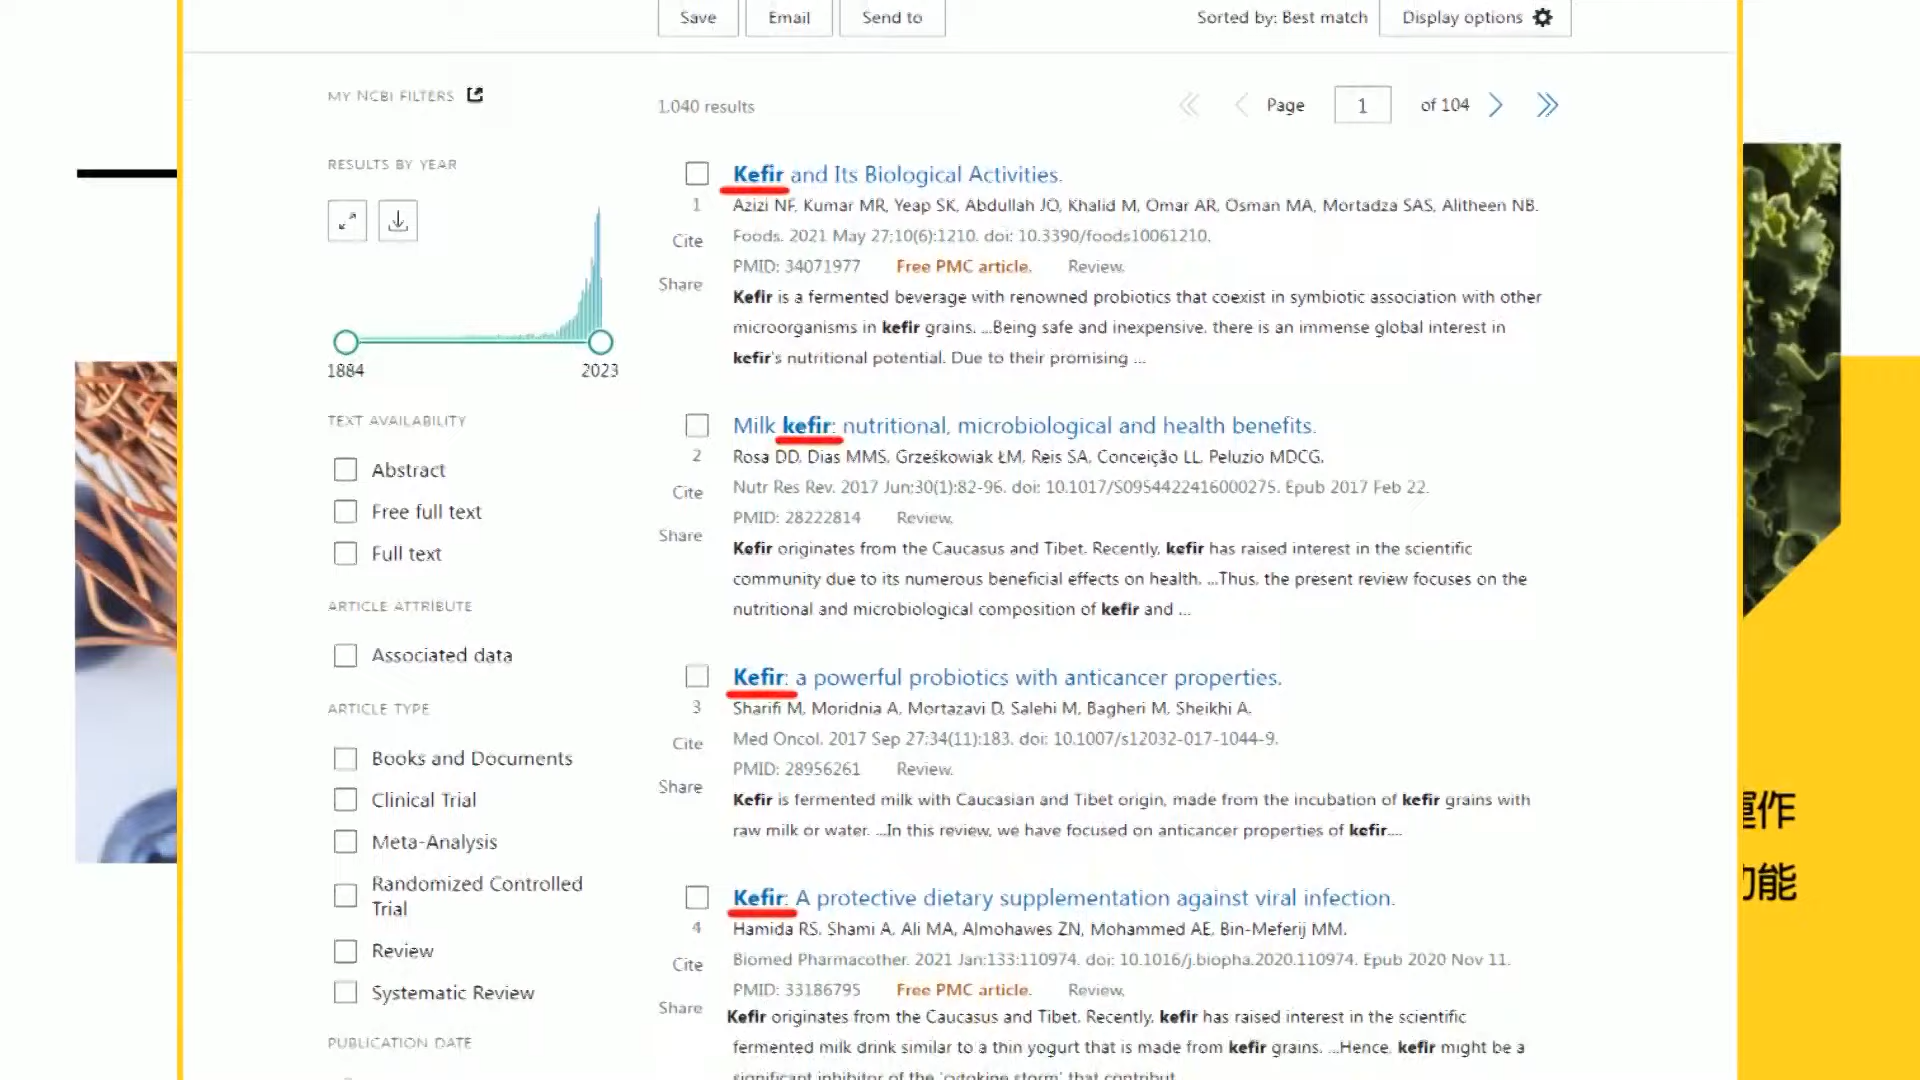 Save Email Send to Sorted by: Best match Display options
MY NCBI FILTERS
1,040 results
Page 1 of 104
RESULTS BY YEAR
1884 2023
TEXT AVAILABILITY
Abstract
Free full text
Full text
ARTICLE ATTRIBUTE
Associated data
ARTICLE TYPE
Books and Documents
Clinical Trial
Meta-Analysis
Randomized Controlled
Trial
Review
Systematic Review
PUBLICATION DATE
Kefir and Its Biological Activities.
1
Cite
Share
Azizi NF, Kumar MR, Yeap SK, Abdullah JO, Khalid M, Omar AR, Osman MA, Mortadza SAS, Alitheen NB.
Foods. 2021 May 27;10(6):1210. doi: 10.3390/foods10061210.
PMID: 34071977 Free PMC article. Review.
Kefir is a fermented beverage with renowned probiotics that coexist in symbiotic association with other
microorganisms in kefir grains. ...Being safe and inexpensive, there is an immense global interest in
kefir's nutritional potential. Due to their promising ...
Milk kefir: nutritional, microbiological and health benefits.
2
Cite
Share
Rosa DD, Dias MMS, Grześkowiak ŁM, Reis SA, Conceição LL, Peluzio MDCG.
Nutr Res Rev. 2017 Jun;30(1):82-96. doi: 10.1017/S0954422416000275. Epub 2017 Feb 22.
PMID: 28222814 Review.
Kefir originates from the Caucasus and Tibet. Recently, kefir has raised interest in the scientific
community due to its numerous beneficial effects on health. ...Thus, the present review focuses on the
nutritional and microbiological composition of kefir and ...
Kefir: a powerful probiotics with anticancer properties.
3
Cite
Share
Sharifi M, Moridnia A, Mortazavi D, Salehi M, Bagheri M, Sheikhi A.
Med Oncol. 2017 Sep 27;34(11):183. doi: 10.1007/s12032-017-1044-9.
PMID: 28956261 Review.
Kefir is fermented milk with Caucasian and Tibet origin, made from the incubation of kefir grains with
raw milk or water. ...In this review, we have focused on anticancer properties of kefir....
Kefir: A protective dietary supplementation against viral infection.
4
Cite
Share
Hamida RS, Shami A, Ali MA, Almohawes ZN, Mohammed AE, Bin-Meferij MM.
Biomed Pharmacother. 2021 Jan;133:110974. doi: 10.1016/j.biopha.2020.110974. Epub 2020 Nov 11.
PMID: 33186795 Free PMC article. Review.
Kefir originates from the Caucasus and Tibet. Recently, kefir has raised interest in the scientific
fermented milk drink similar to a thin yogurt that is made from kefir grains. ...Hence, kefir might be a
significant inhibitor of the 'cytokine storm' that contribut
運作
功能